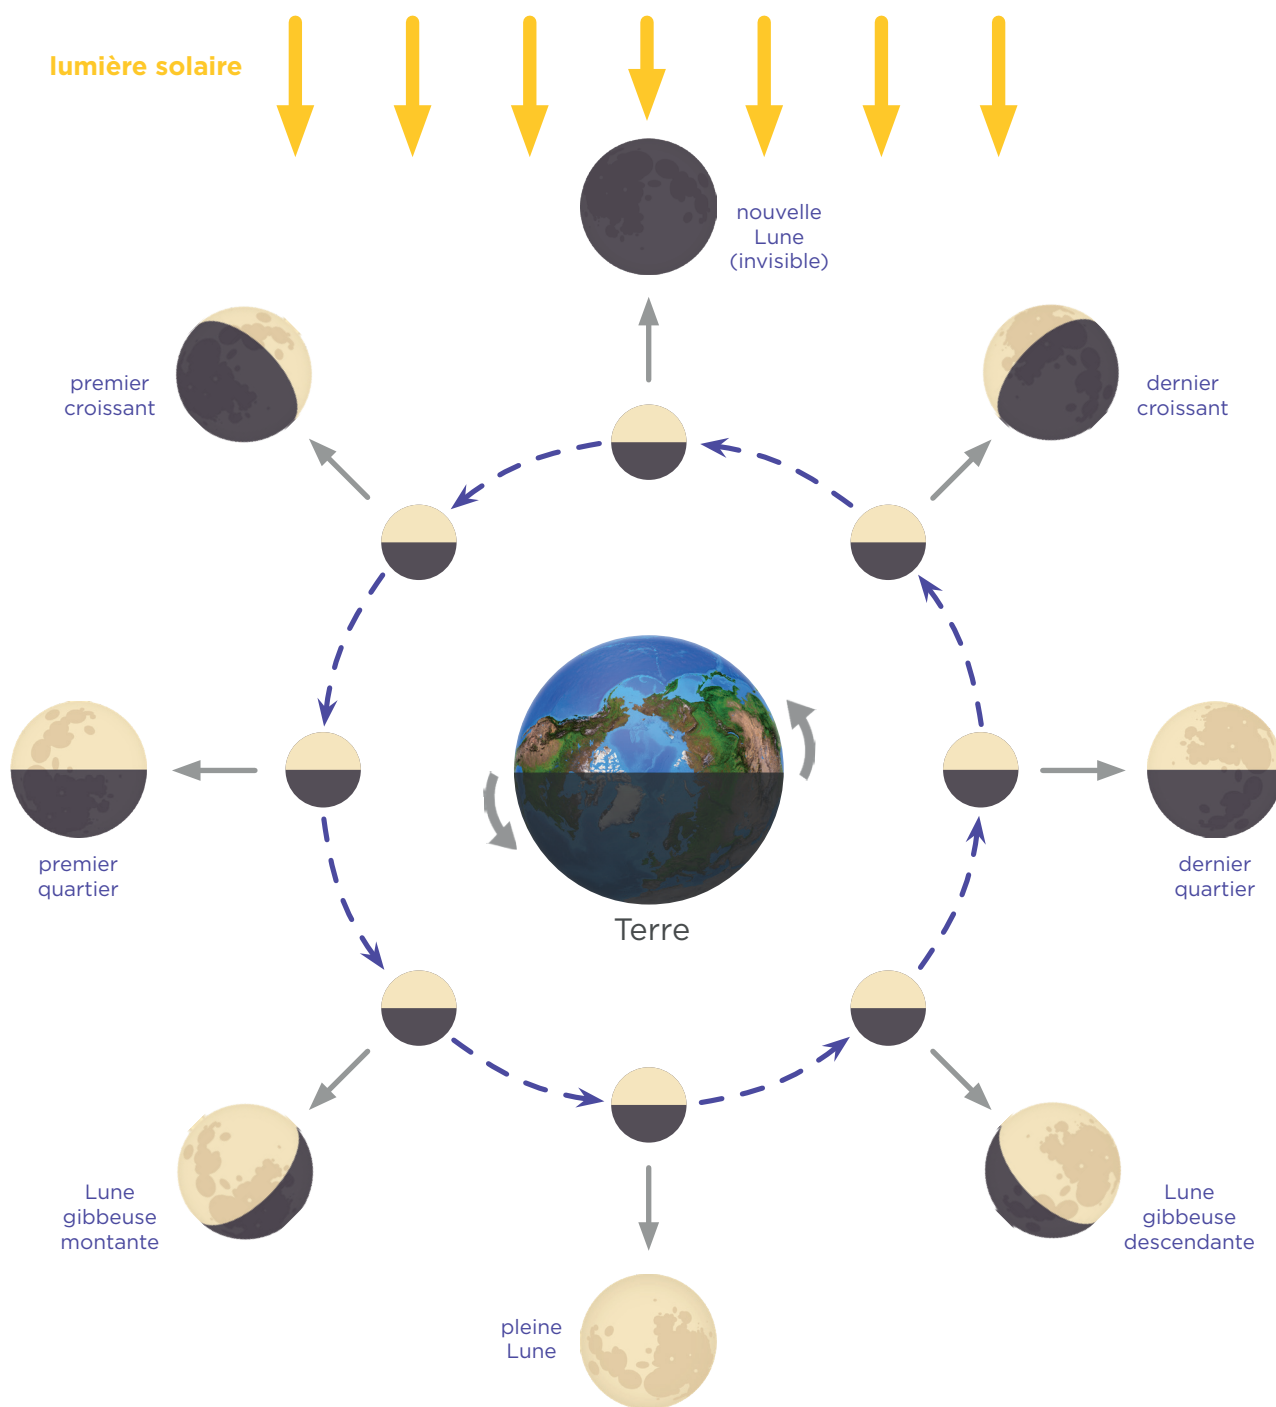 lumière solaire
nouvelle
Lune
(invisible)
premier
croissant
dernier
croissant
premier
quartier
dernier
quartier
Terre
Lune
gibbeuse
montante
Lune
gibbeuse
descendante
pleine
Lune